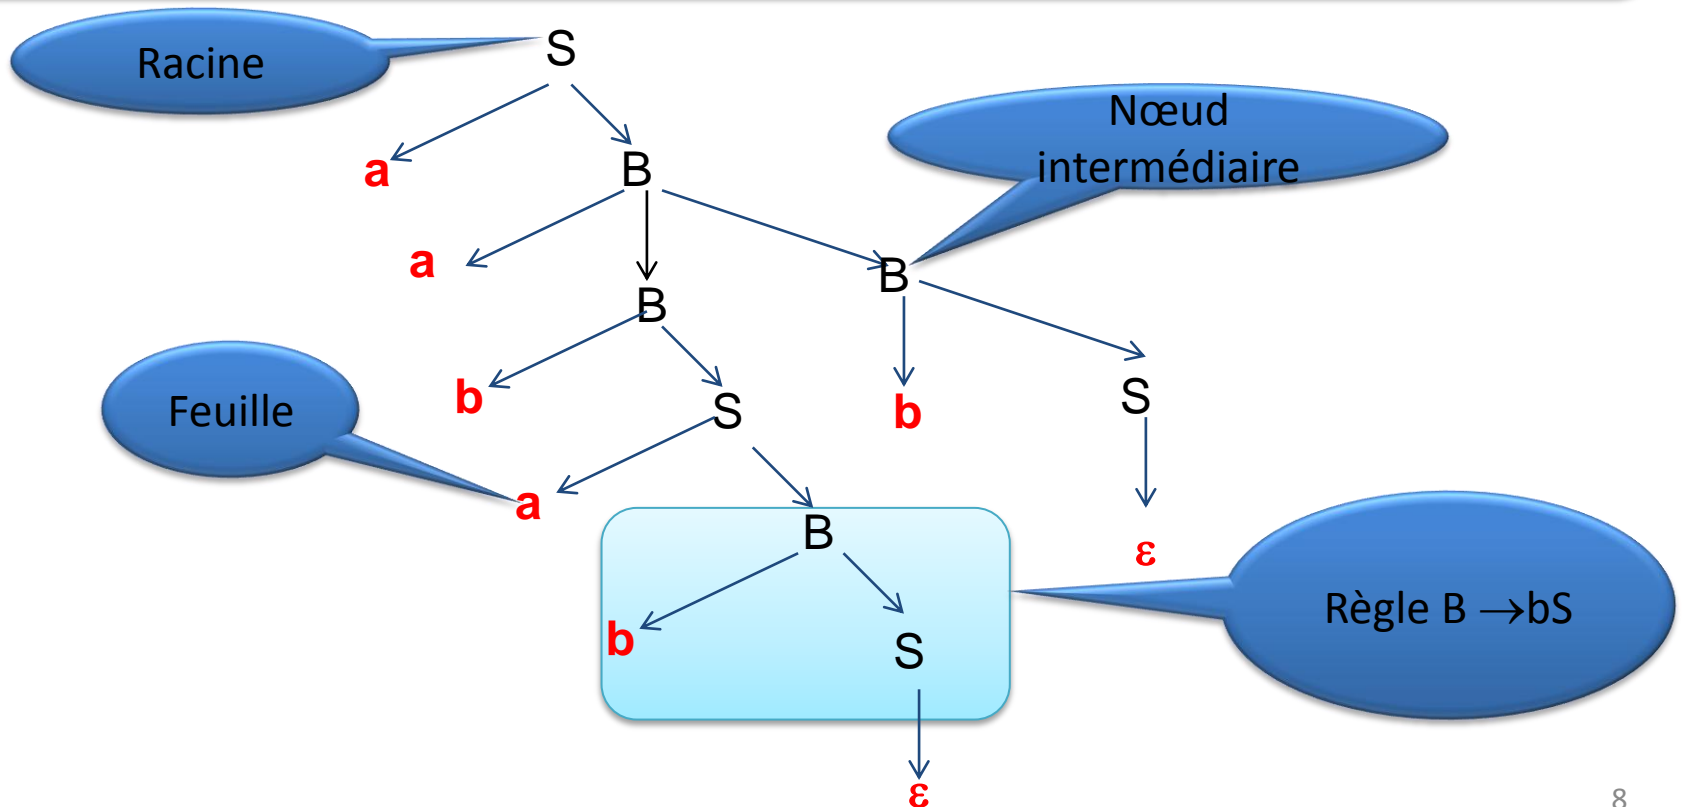 Racine
S
Nœud
intermédiaire
a
B
a
B
B
b
S
b
S
Feuille
a
B
ε
Règle B →bS
b
S
ε
8